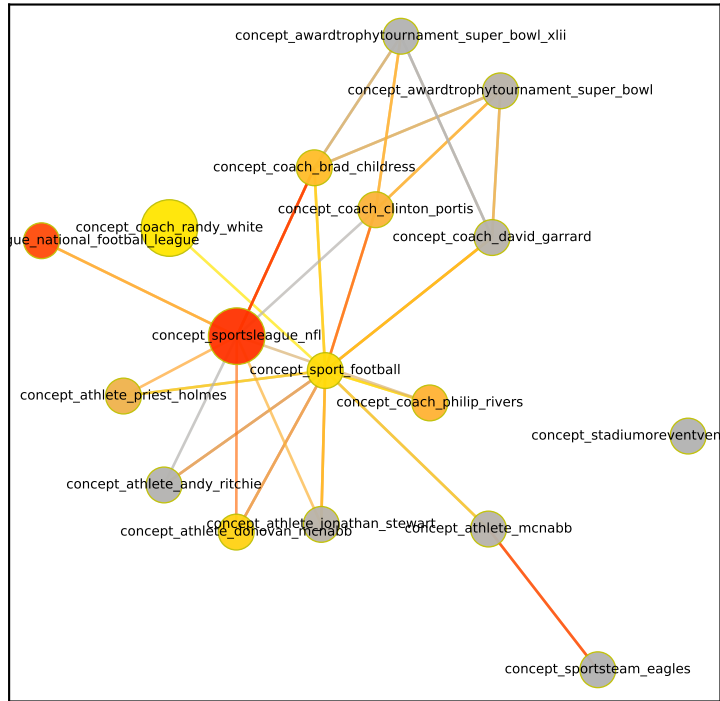 concept_awardtrophytournament_super_bowl_xlii
concept_awardtrophytournament_super_bowl
concept_coach_brad_childress
concept_coach_clinton_portis
concept_coach_randy_white
gue_national_football_league
concept_coach_david_garrard
concept_sportsleague_nfl
concept_sport_football
concept_athlete_priest_holmes
concept_coach_philip_rivers
concept_stadiumoreventven
concept_athlete_andy_ritchie
concept_athlete_jonathan_stewart
concept_athlete_mcnabb
concept_athlete_donovan_mcnabb
concept_sportsteam_eagles